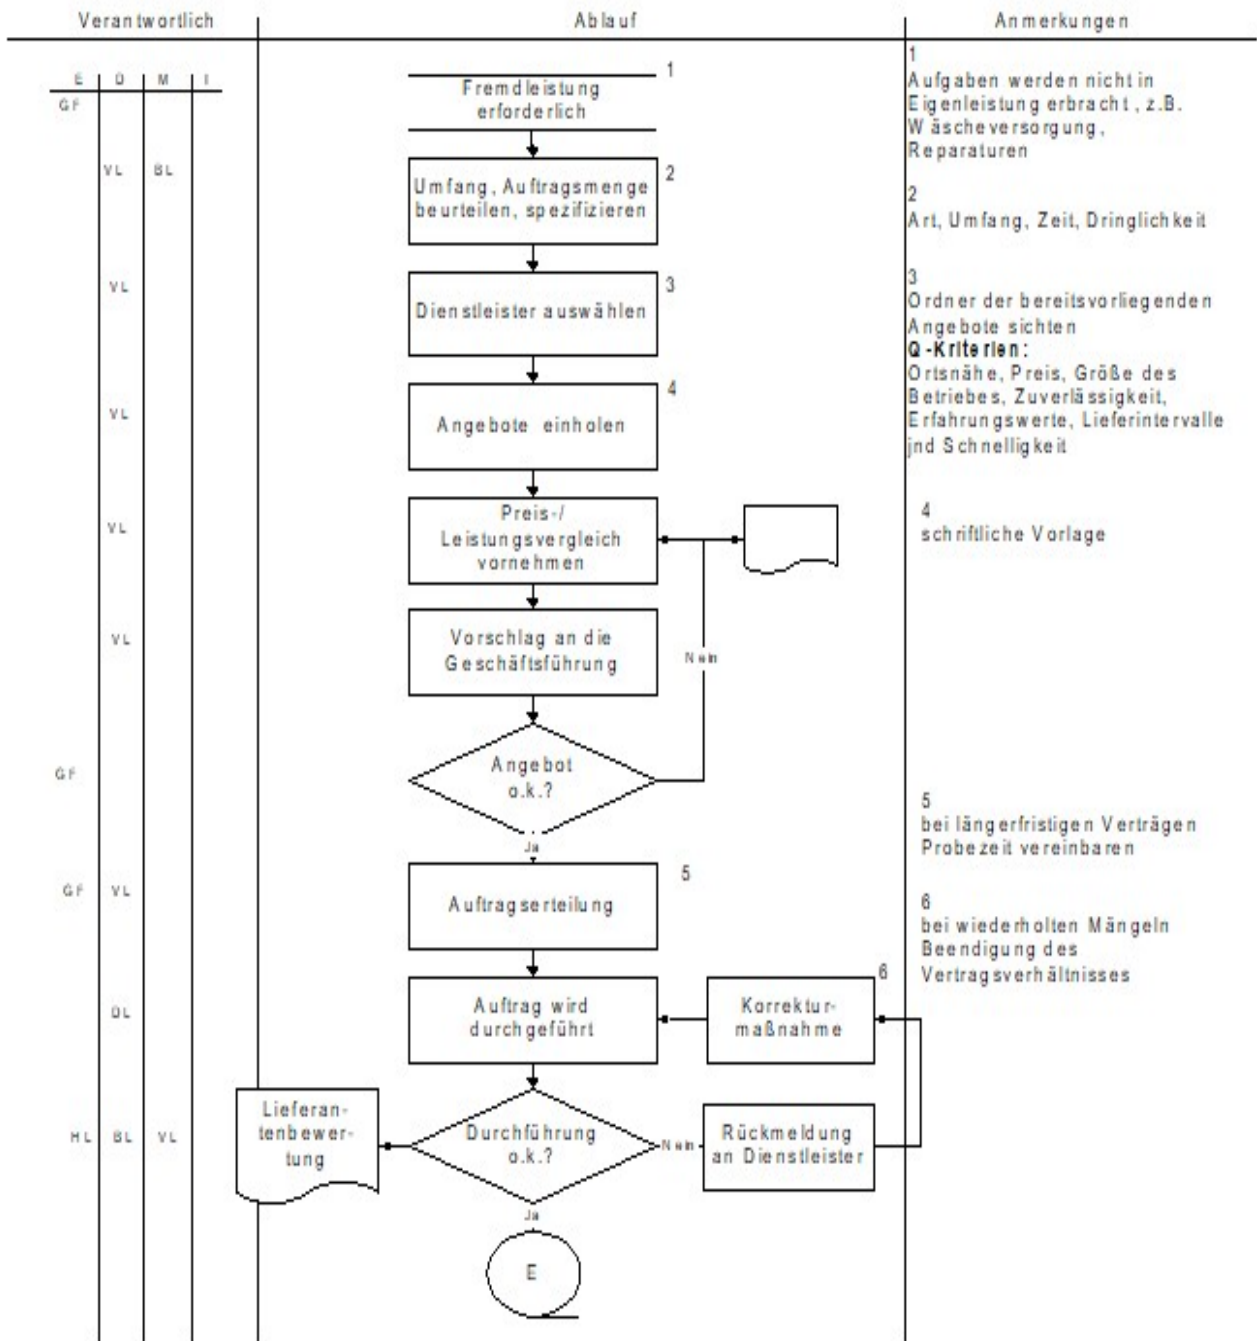 Verantwortlich
Ablauf
Anmerkungen
E D M I
GF
1
Fremdleistung
erforderlich
1
Aufgaben werden nicht in
Eigenleistung erbracht, z.B.
Wäscheversorgung,
Reparaturen
VL BL
2
Umfang, Auftragsmenge
beurteilen, spezifizieren
2
Art, Umfang, Zeit, Dringlichkeit
VL
3
Dienstleister auswählen
3
Ordner der bereitsvorliegenden
Angebote sichten
Q-Kriterien:
Ortsnähe, Preis, Größe des
Betriebes, Zuverlässigkeit,
Erfahrungswerte, Lieferintervalle
jnd Schnelligkeit
VL
4
Angebote einholen
4
schriftliche Vorlage
VL
Preis-/
Leistungsvergleich
vornehmen
VL
Vorschlag an die
Geschäftsführung
Nein
GF
Angebot
o.k.?
Ja
5
bei längerfristigen Verträgen
Probezeit vereinbaren
GF VL
5
Auftragserteilung
6
bei wiederholten Mängeln
Beendigung des
Vertragsverhältnisses
DL
Auftrag wird
durchgeführt
6
Korrektur-
maßnahme
HL BL VL
Lieferan-
tenbewer-
tung
Durchführung
o.k.?
Nein
Rückmeldung
an Dienstleister
Ja
E